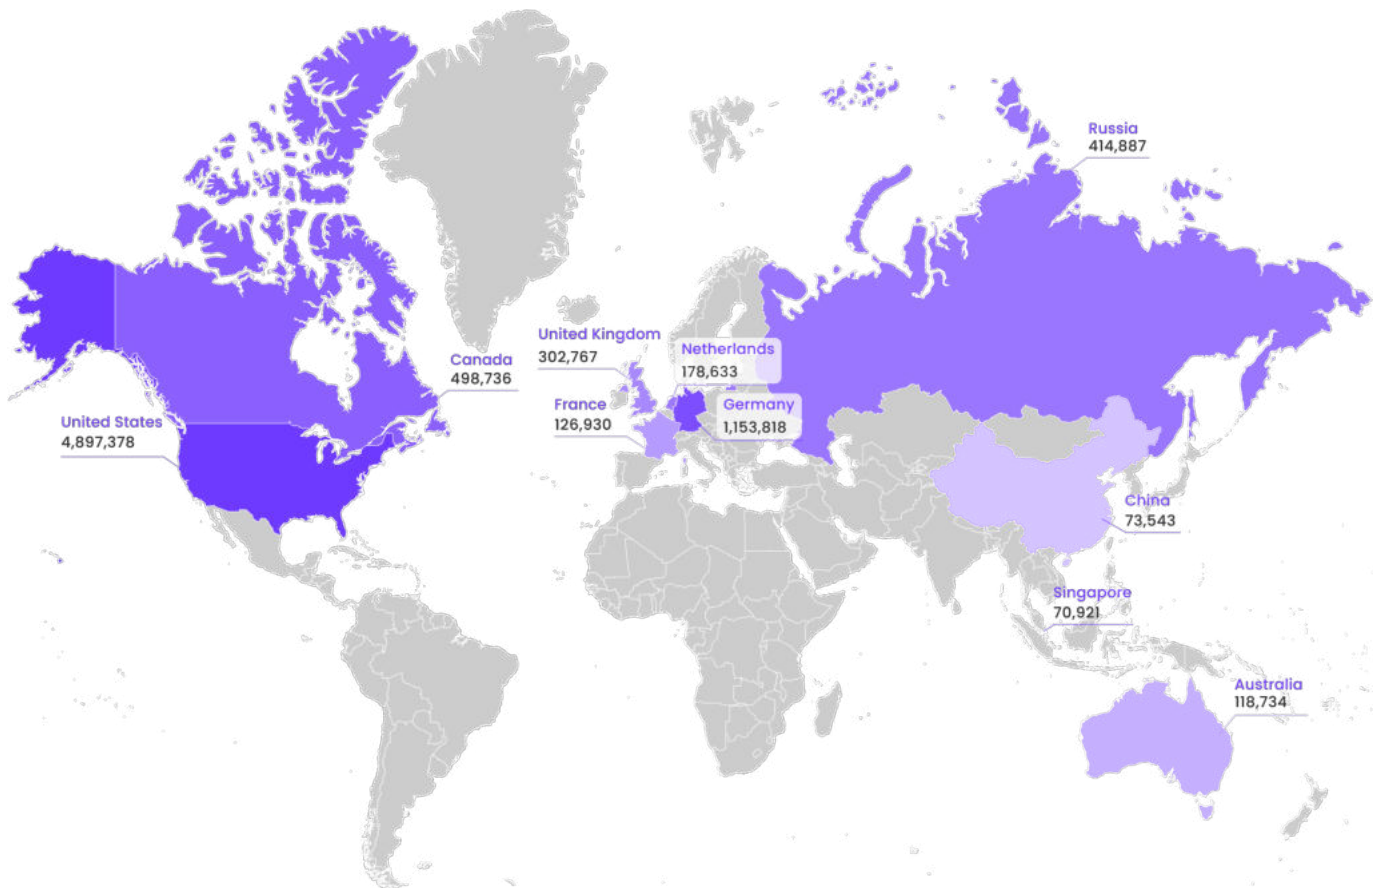 Russia
414,887
United Kingdom
302,767
Netherlands
178,633
Canada
498,736
France
126,930
Germany
1,153,818
United States
4,897,378
China
73,543
Singapore
70,921
Australia
118,734